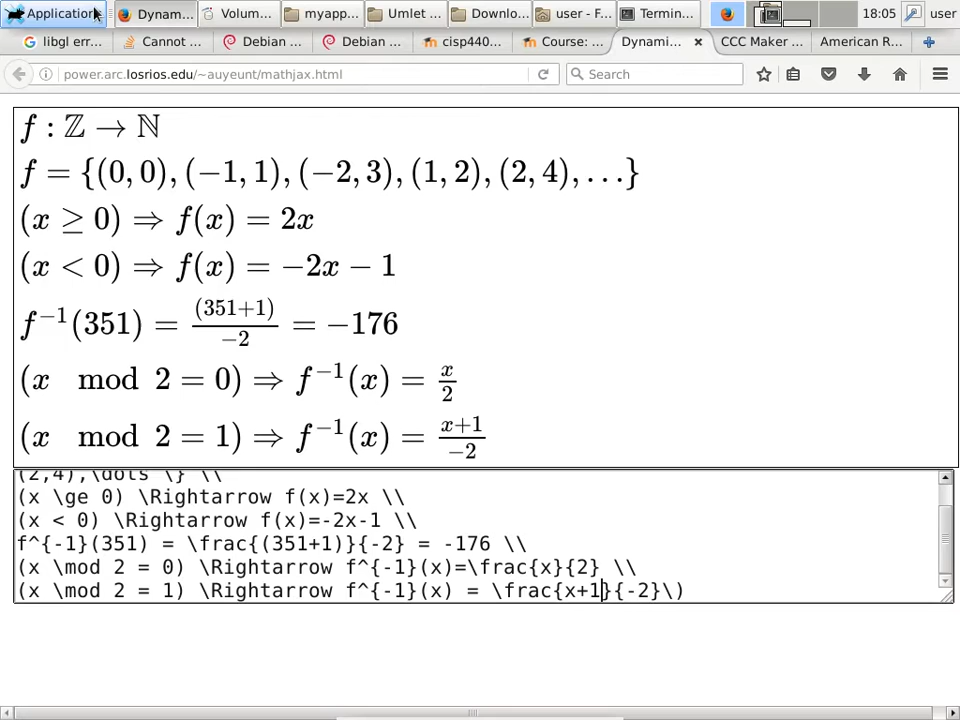 Application
Dynam...
Volum...
myapp...
Umlet ...
Downlo...
user - F...
Termin...
18:05
user
libgl err...
Cannot ...
Debian ...
Debian ...
cisp440...
Course: ...
Dynami...
CCC Maker ...
American R...
power.arc.losrios.edu/~auyeunt/mathjax.html
Search
f : ℤ → ℕ
f = {(0, 0), (−1, 1), (−2, 3), (1, 2), (2, 4), …}
(x ≥ 0) ⇒ f(x) = 2x
(x < 0) ⇒ f(x) = −2x − 1
f⁻¹(351) = (351+1)/−2 = −176
(x mod 2 = 0) ⇒ f⁻¹(x) = x/2
(x mod 2 = 1) ⇒ f⁻¹(x) = x+1/−2
(2,4),\dots \} \\
(x \ge 0) \Rightarrow f(x)=2x \\
(x < 0) \Rightarrow f(x)=-2x-1 \\
f^{-1}(351) = \frac{(351+1)}{-2} = -176 \\
(x \mod 2 = 0) \Rightarrow f^{-1}(x)=\frac{x}{2} \\
(x \mod 2 = 1) \Rightarrow f^{-1}(x) = \frac{x+1}{-2}\)